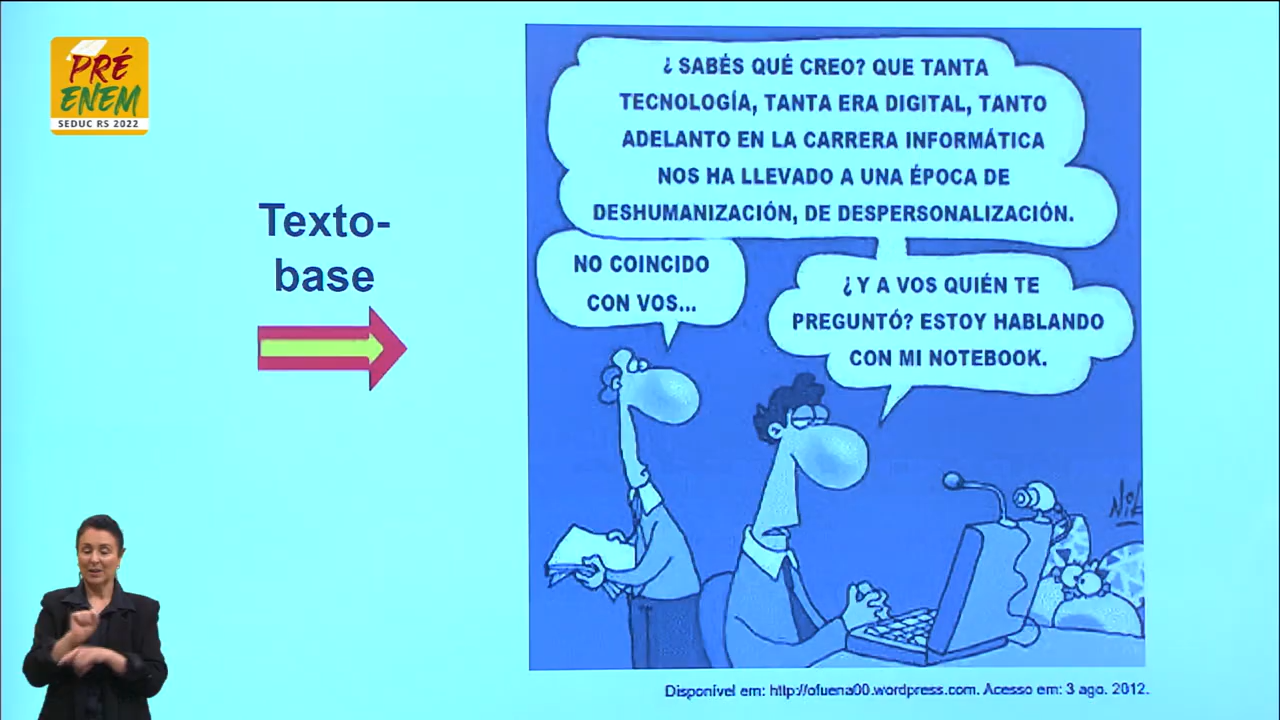 PRÉ
ENEM
SEDUC RS 2022
Texto-
base
¿ SABÉS QUÉ CREO? QUE TANTA
TECNOLOGÍA, TANTA ERA DIGITAL, TANTO
ADELANTO EN LA CARRERA INFORMÁTICA
NOS HA LLEVADO A UNA ÉPOCA DE
DESHUMANIZACIÓN, DE DESPERSONALIZACIÓN.
NO COINCIDO
CON VOS...
¿Y A VOS QUIÉN TE
PREGUNTÓ? ESTOY HABLANDO
CON MI NOTEBOOK.
Disponível em: http://ofuena00.wordpress.com. Acesso em: 3 ago. 2012.